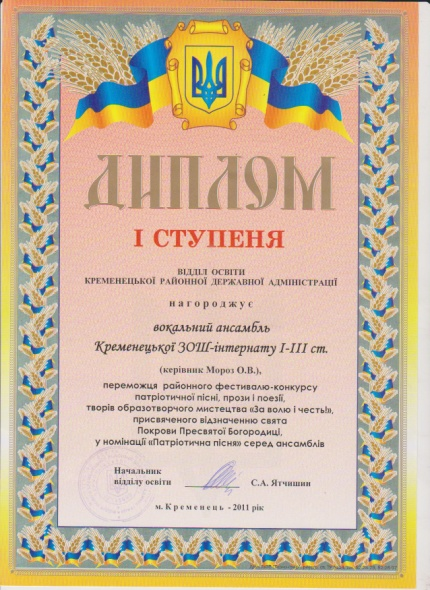 ДИПЛОМ
І СТУПЕНЯ
ВІДДІЛ ОСВІТИ
КРЕМЕНЕЦЬКОЇ РАЙОННОЇ ДЕРЖАВНОЇ АДМІНІСТРАЦІЇ
нагороджує
вокальний ансамбль
Кременецької ЗОШ-інтернату І-ІІІ ст.
(керівник Мороз О.В.),
переможця районного фестивалю-конкурсу
патріотичної пісні, прози і поезії,
творів образотворчого мистецтва «За волю і честь!»,
присвяченого відзначенню свята
Покрови Пресвятої Богородиці,
у номінації «Патріотична пісня» серед ансамблів
Начальник
відділу освіти С.А. Ятчишин
м. Кременець - 2011 рік